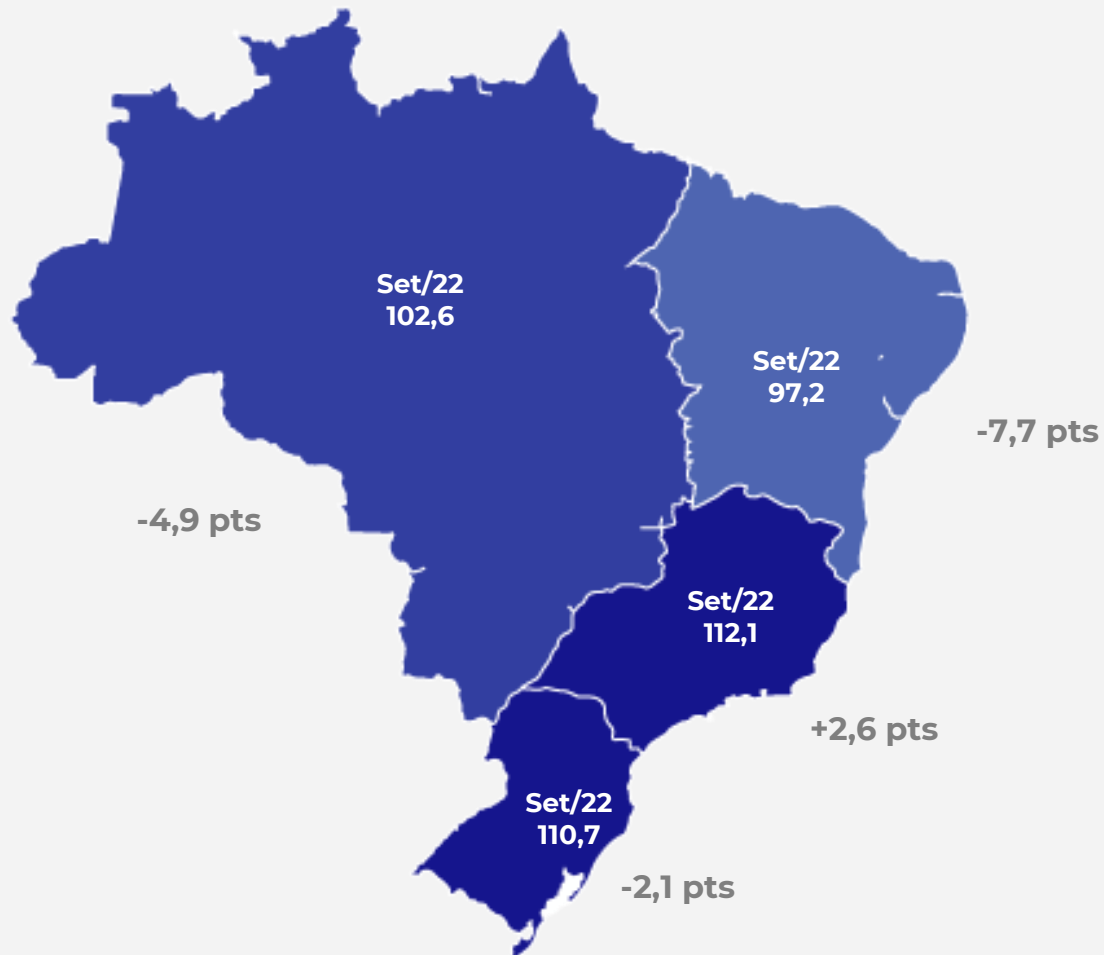 Set/22
102,6
Set/22
97,2
-7,7 pts
-4,9 pts
Set/22
112,1
+2,6 pts
Set/22
110,7
-2,1 pts